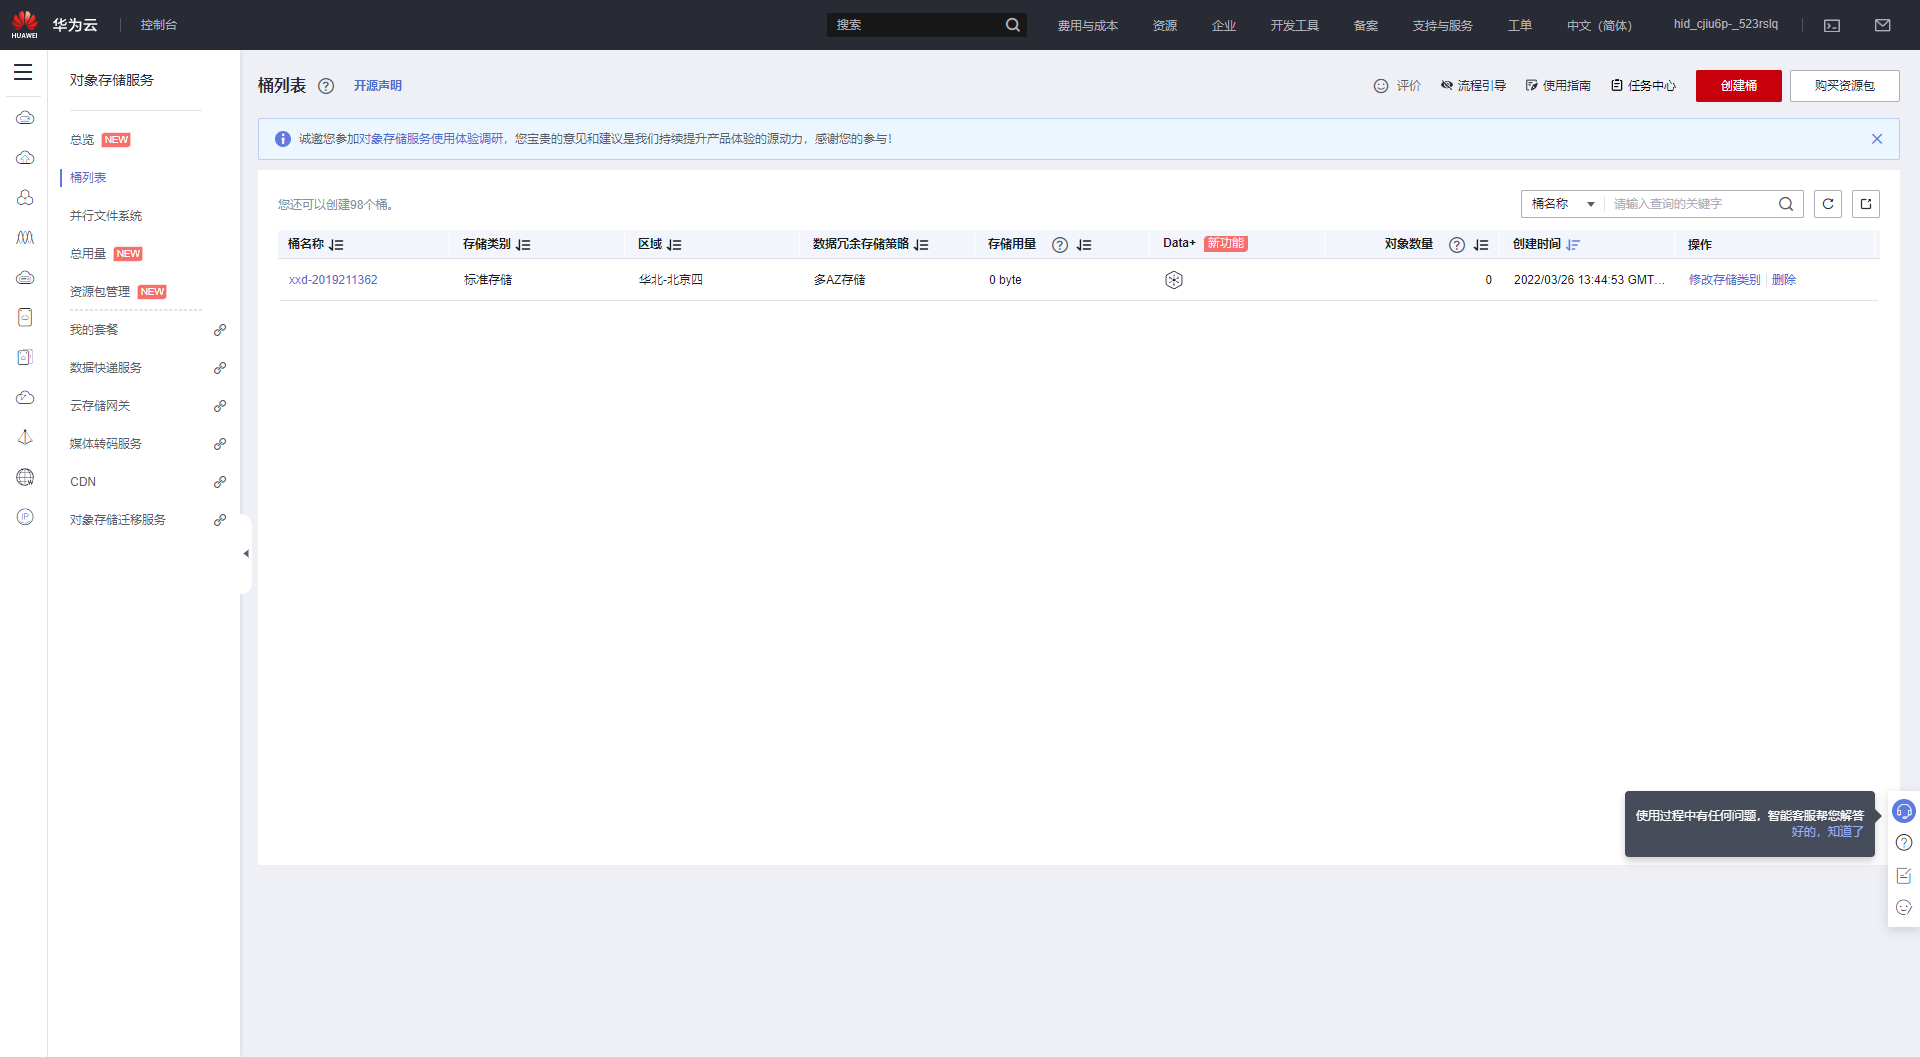 HUAWEI 华为云 控制台 搜索 费用与成本 资源 企业 开发工具 备案 支持与服务 工单 中文（简体） hid_cjiu6p-_523rslq
对象存储服务
总览 NEW
桶列表
并行文件系统
总用量 NEW
资源包管理 NEW
我的套餐
数据快递服务
云存储网关
媒体转码服务
CDN
对象存储迁移服务
桶列表 开源声明 评价 流程引导 使用指南 任务中心 创建桶 购买资源包
诚邀您参加对象存储服务使用体验调研，您宝贵的意见和建议是我们持续提升产品体验的源动力，感谢您的参与！
您还可以创建98个桶。 桶名称 请输入查询的关键字
桶名称 存储类别 区域 数据冗余存储策略 存储用量 Data+ 新功能 对象数量 创建时间 操作
xxd-2019211362 标准存储 华北-北京四 多AZ存储 0 byte 0 2022/03/26 13:44:53 GMT... 修改存储类别 删除
使用过程中有任何问题，智能客服帮您解答
好的，知道了